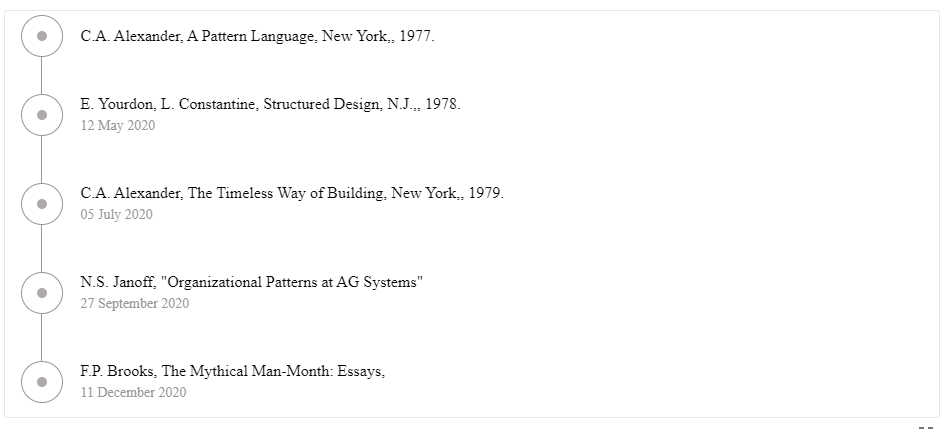 C.A. Alexander, A Pattern Language, New York,, 1977.
E. Yourdon, L. Constantine, Structured Design, N.J.,,, 1978.
12 May 2020
C.A. Alexander, The Timeless Way of Building, New York,, 1979.
05 July 2020
N.S. Janoff, "Organizational Patterns at AG Systems"
27 September 2020
F.P. Brooks, The Mythical Man-Month: Essays,
11 December 2020